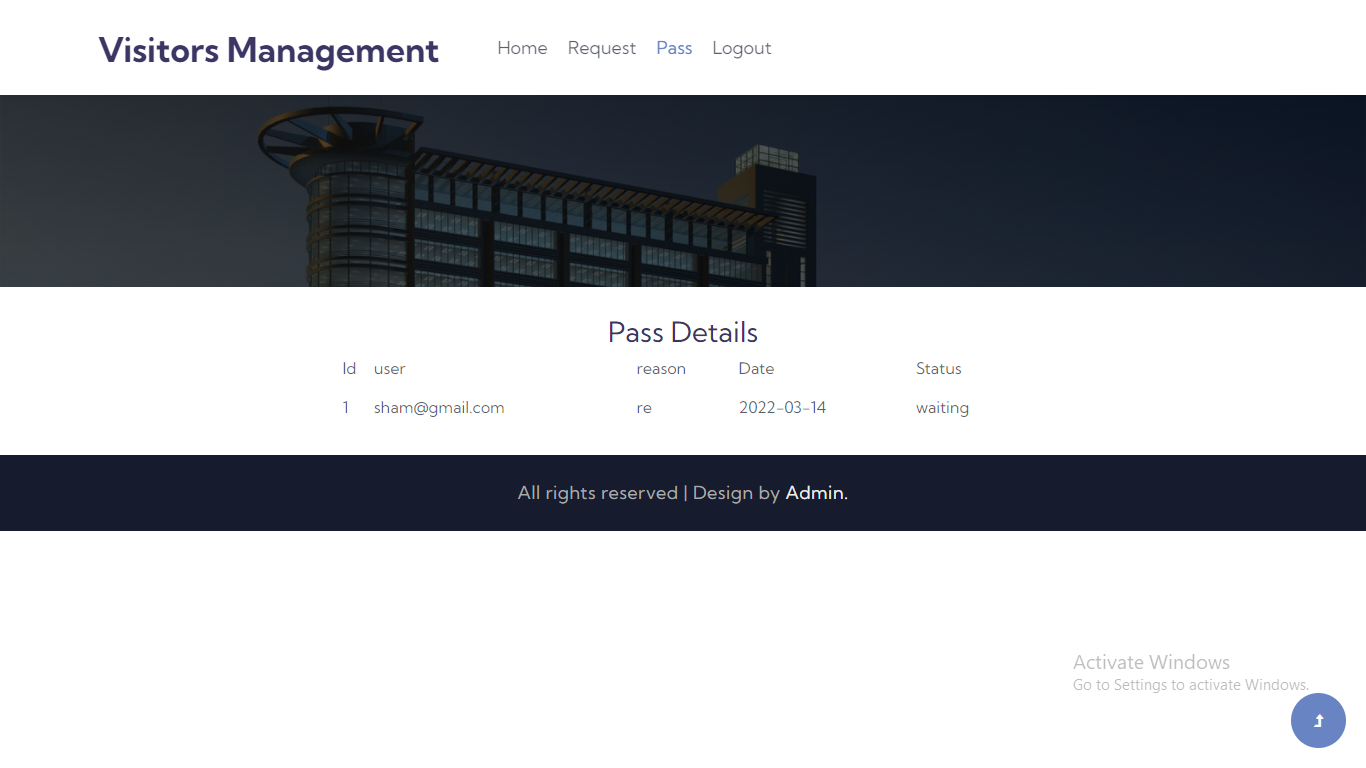 Visitors Management
Home Request Pass Logout
Pass Details
Id user reason Date Status
1 sham@gmail.com re 2022-03-14 waiting
All rights reserved | Design by Admin.
Activate Windows
Go to Settings to activate Windows.